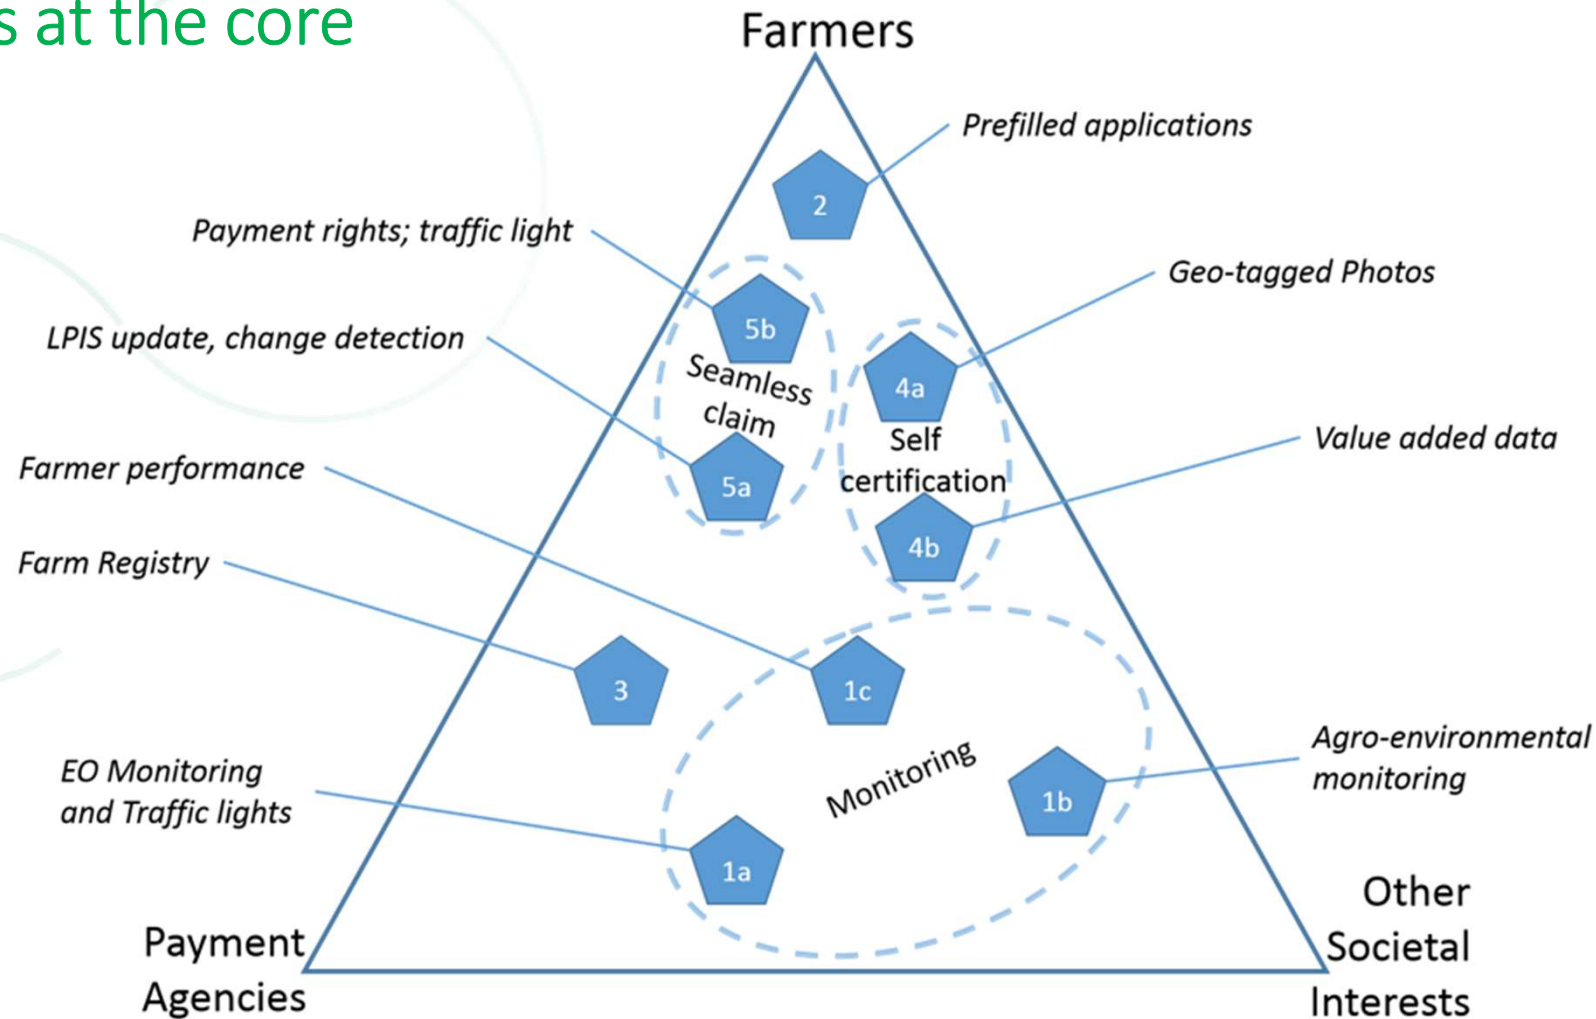 s at the core
Farmers
Prefilled applications
2
Payment rights; traffic light
Geo-tagged Photos
5b
LPIS update, change detection
Seamless
claim
4a
Self
certification
Value added data
Farmer performance
5a
4b
Farm Registry
3
1c
Monitoring
Agro-environmental
monitoring
EO Monitoring
and Traffic lights
1b
1a
Payment
Agencies
Other
Societal
Interests